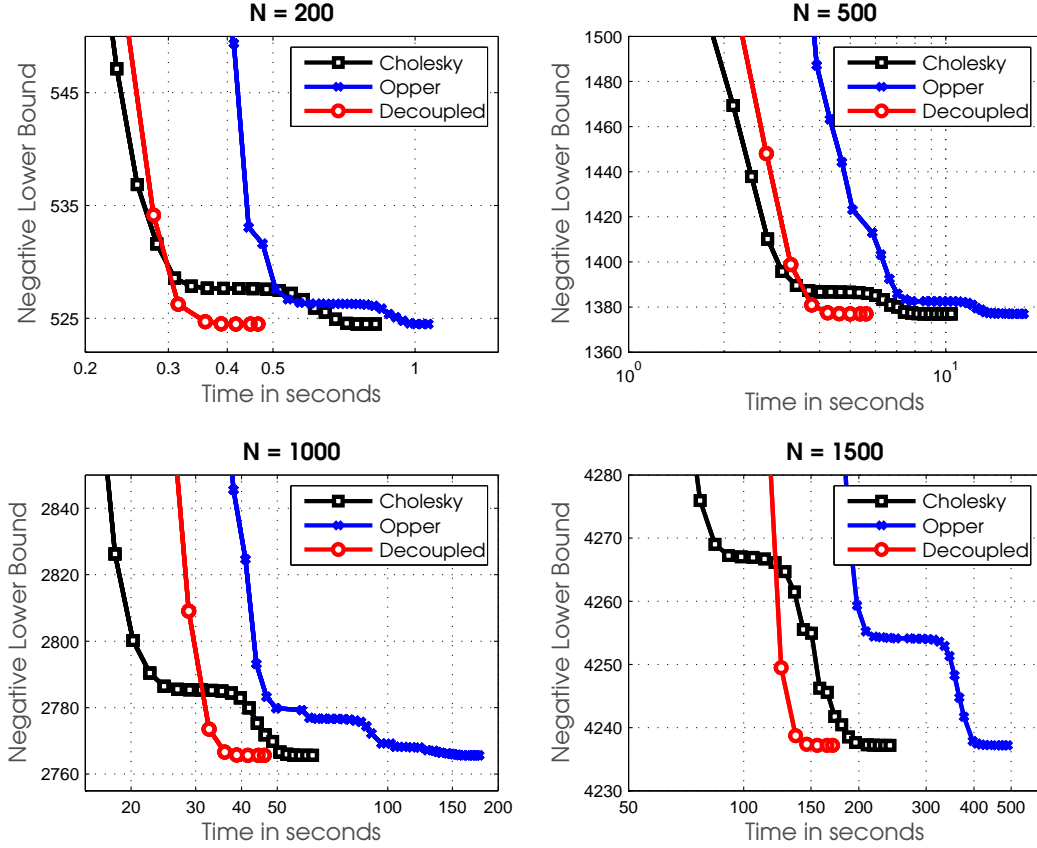 N = 200
545
535
525
0.2
0.3
0.4
0.5
1
Negative Lower Bound
Time in seconds
Cholesky
Opper
Decoupled
N = 500
1500
1480
1460
1440
1420
1400
1380
1360
10^0
10^1
Negative Lower Bound
Time in seconds
Cholesky
Opper
Decoupled
N = 1000
2840
2820
2800
2780
2760
20
30
40
50
100
150
200
Negative Lower Bound
Time in seconds
Cholesky
Opper
Decoupled
N = 1500
4280
4270
4260
4250
4240
4230
50
100
150
200
300
400
500
Negative Lower Bound
Time in seconds
Cholesky
Opper
Decoupled